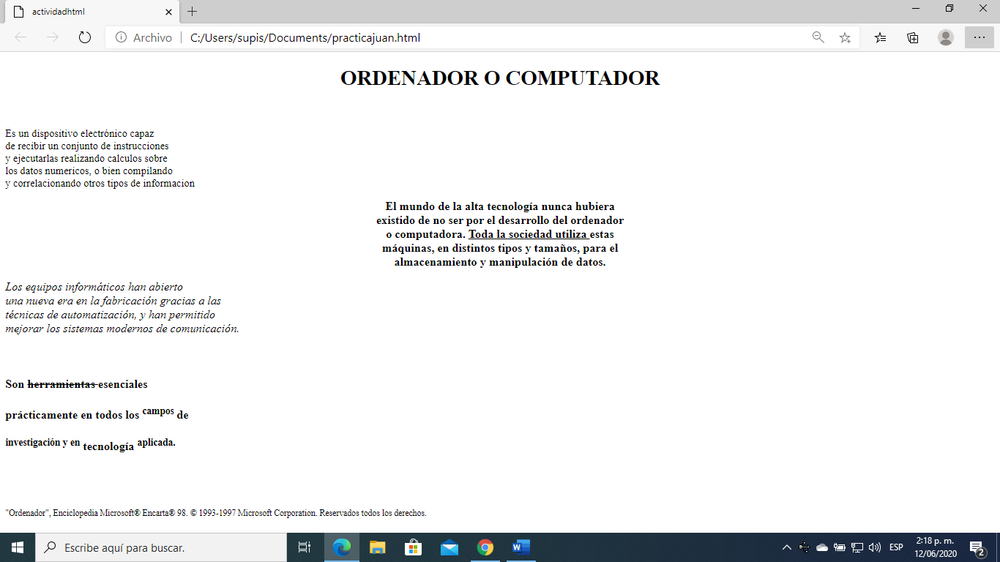 actividadhtml
Archivo C:/Users/supis/Documents/practicajuan.html
ORDENADOR O COMPUTADOR
Es un dispositivo electrónico capaz
de recibir un conjunto de instrucciones
y ejecutarlas realizando calculos sobre
los datos numericos, o bien compilando
y correlacionando otros tipos de informacion
El mundo de la alta tecnología nunca hubiera
existido de no ser por el desarrollo del ordenador
o computadora. Toda la sociedad utiliza estas
máquinas, en distintos tipos y tamaños, para el
almacenamiento y manipulación de datos.
Los equipos informáticos han abierto
una nueva era en la fabricación gracias a las
técnicas de automatización, y han permitido
mejorar los sistemas modernos de comunicación.
Son herramientas esenciales
prácticamente en todos los campos de
investigación y en tecnología aplicada.
"Ordenador", Enciclopedia Microsoft® Encarta® 98. © 1993-1997 Microsoft Corporation. Reservados todos los derechos.
Escribe aquí para buscar.
ESP
2:18 p. m.
12/06/2020
2